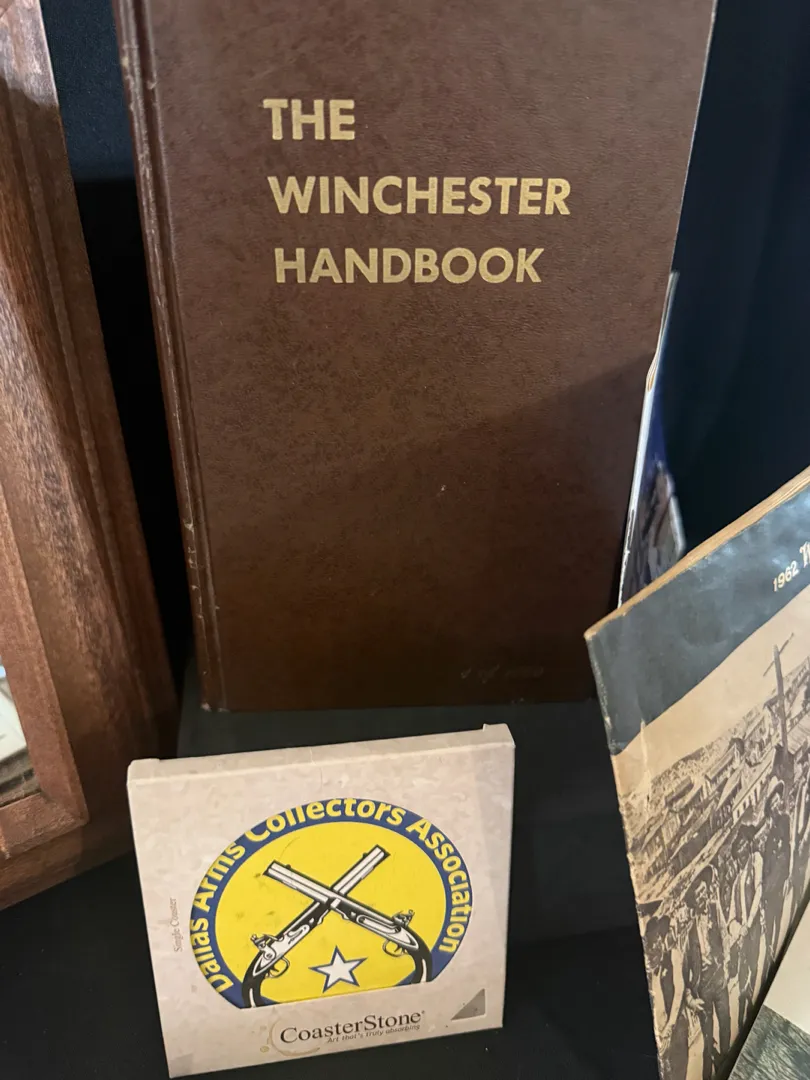 THE
WINCHESTER
HANDBOOK
1962
Dallas Arms Collectors Association
Single Coaster
CoasterStone®
Art that's truly absorbing